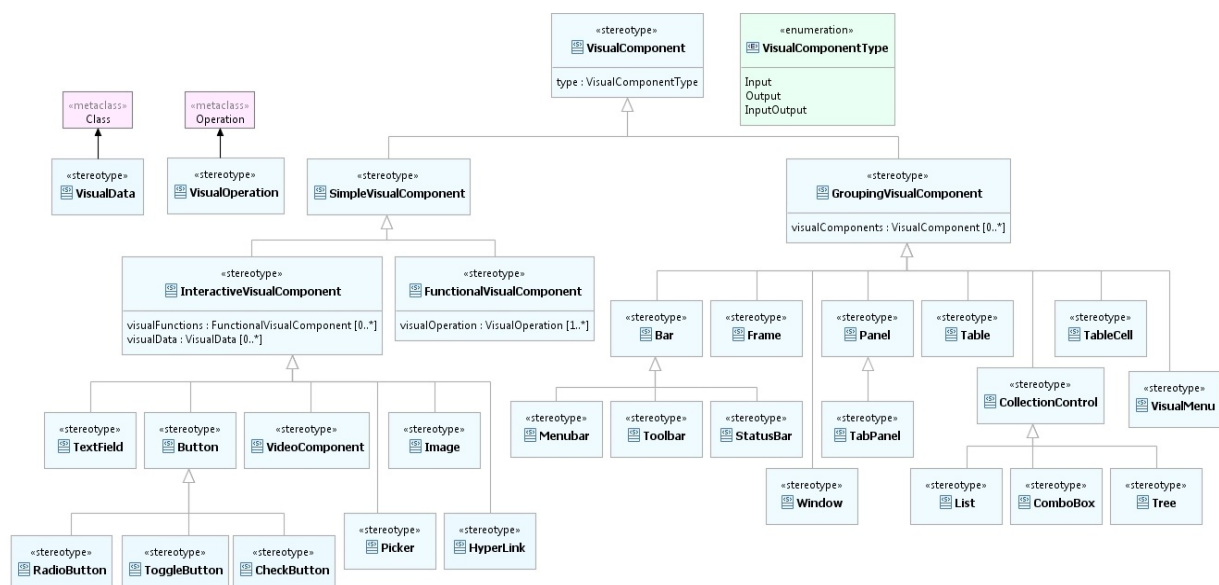 «stereotype»
VisualComponent
type : VisualComponentType
«enumeration»
VisualComponentType
Input
Output
InputOutput
«metaclass»
Class
«metaclass»
Operation
«stereotype»
VisualData
«stereotype»
VisualOperation
«stereotype»
SimpleVisualComponent
«stereotype»
GroupingVisualComponent
visualComponents : VisualComponent [0..*]
«stereotype»
InteractiveVisualComponent
visualFunctions : FunctionalVisualComponent [0..*]
visualData : VisualData [0..*]
«stereotype»
FunctionalVisualComponent
visualOperation : VisualOperation [1..*]
«stereotype»
Bar
«stereotype»
Frame
«stereotype»
Panel
«stereotype»
Table
«stereotype»
TableCell
«stereotype»
CollectionControl
«stereotype»
VisualMenu
«stereotype»
TextField
«stereotype»
Button
«stereotype»
VideoComponent
«stereotype»
Image
«stereotype»
Menubar
«stereotype»
Toolbar
«stereotype»
StatusBar
«stereotype»
TabPanel
«stereotype»
Window
«stereotype»
List
«stereotype»
ComboBox
«stereotype»
Tree
«stereotype»
RadioButton
«stereotype»
ToggleButton
«stereotype»
CheckButton
«stereotype»
Picker
«stereotype»
HyperLink